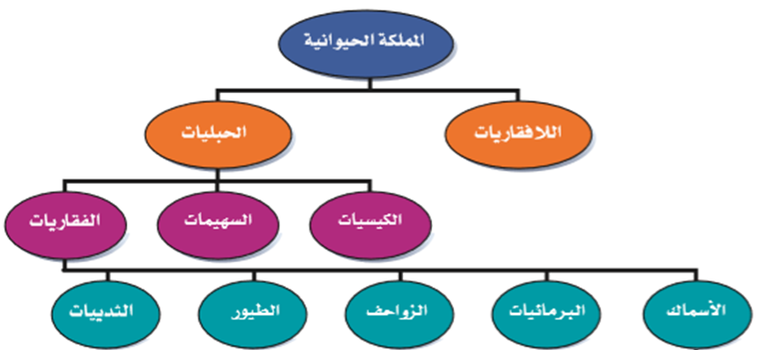 المملكة الحيوانية
اللافقاريات
الحبليات
الكيسيات
السهيمات
الفقاريات
الأسماك
البرمائيات
الزواحف
الطيور
الثدييات